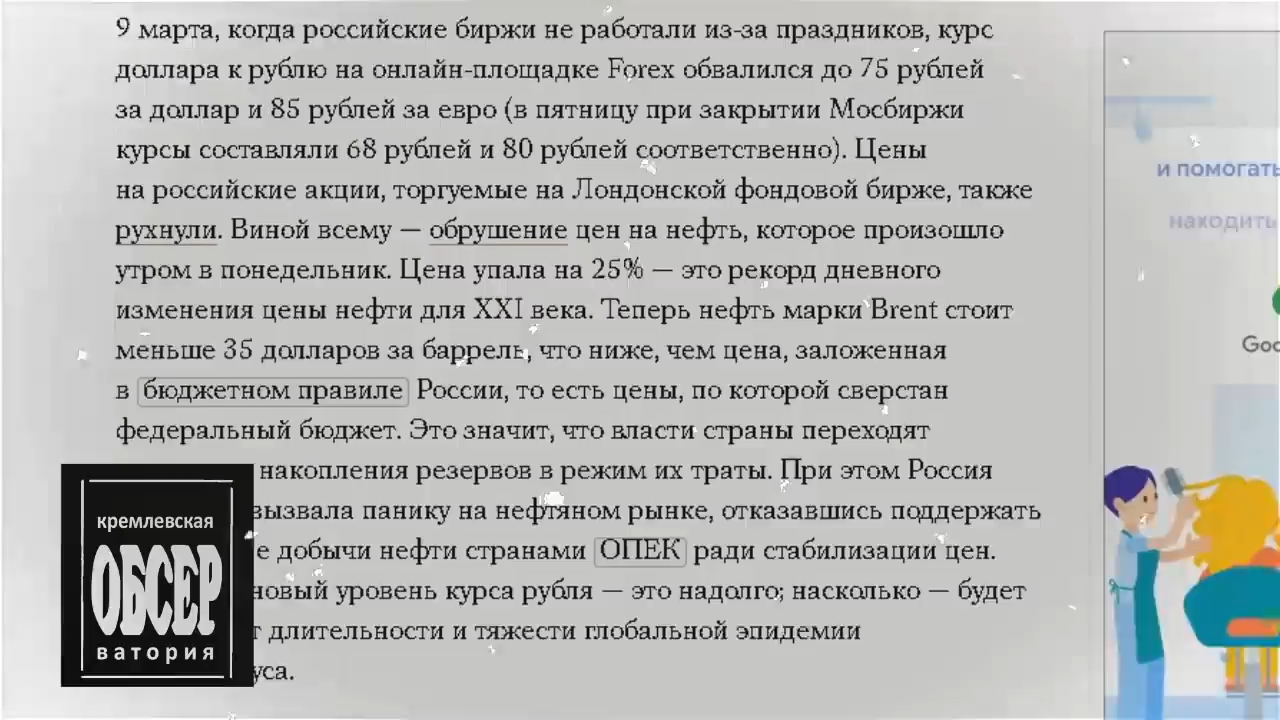 9 марта, когда российские биржи не работали из-за праздников, курс
доллара к рублю на онлайн-площадке Forex обвалился до 75 рублей
за доллар и 85 рублей за евро (в пятницу при закрытии Мосбиржи
курсы составляли 68 рублей и 80 рублей соответственно). Цены
на российские акции, торгуемые на Лондонской фондовой бирже, также
рухнули. Виной всему — обрушение цен на нефть, которое произошло
утром в понедельник. Цена упала на 25% — это рекорд дневного
изменения цены нефти для XXI века. Теперь нефть марки Brent стоит
меньше 35 долларов за баррель, что ниже, чем цена, заложенная
в бюджетном правиле России, то есть цены, по которой сверстан
федеральный бюджет. Это значит, что власти страны переходят
накопления резервов в режим их траты. При этом Россия
вызвала панику на нефтяном рынке, отказавшись поддержать
добычи нефти странами ОПЕК ради стабилизации цен.
новый уровень курса рубля — это надолго; насколько — будет
длительности и тяжести глобальной эпидемии
кремлевская
ОБСЕР
ватория
и помогать
находить